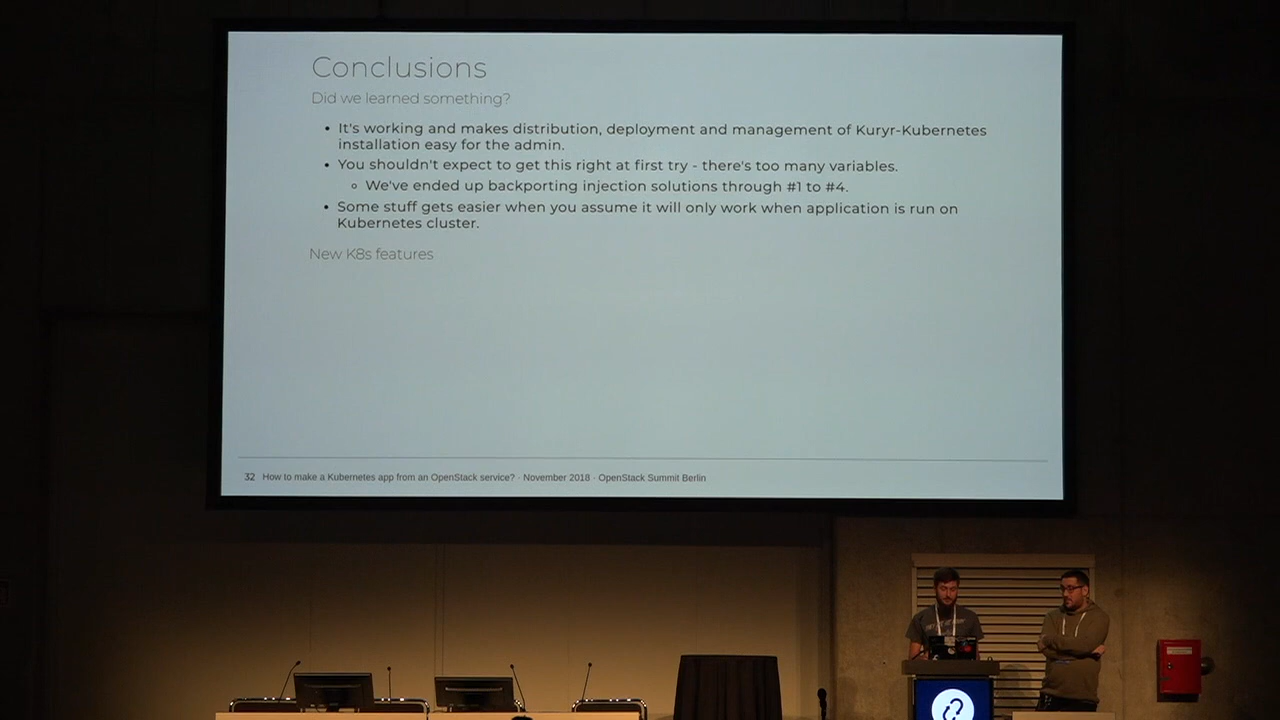 Conclusions
Did we learned something?
• It's working and makes distribution, deployment and management of Kuryr-Kubernetes
installation easy for the admin.
• You shouldn't expect to get this right at first try - there's too many variables.
◦ We've ended up backporting injection solutions through #1 to #4.
• Some stuff gets easier when you assume it will only work when application is run on
Kubernetes cluster.
New K8s features
32 How to make a Kubernetes app from an OpenStack service? · November 2018 · OpenStack Summit Berlin